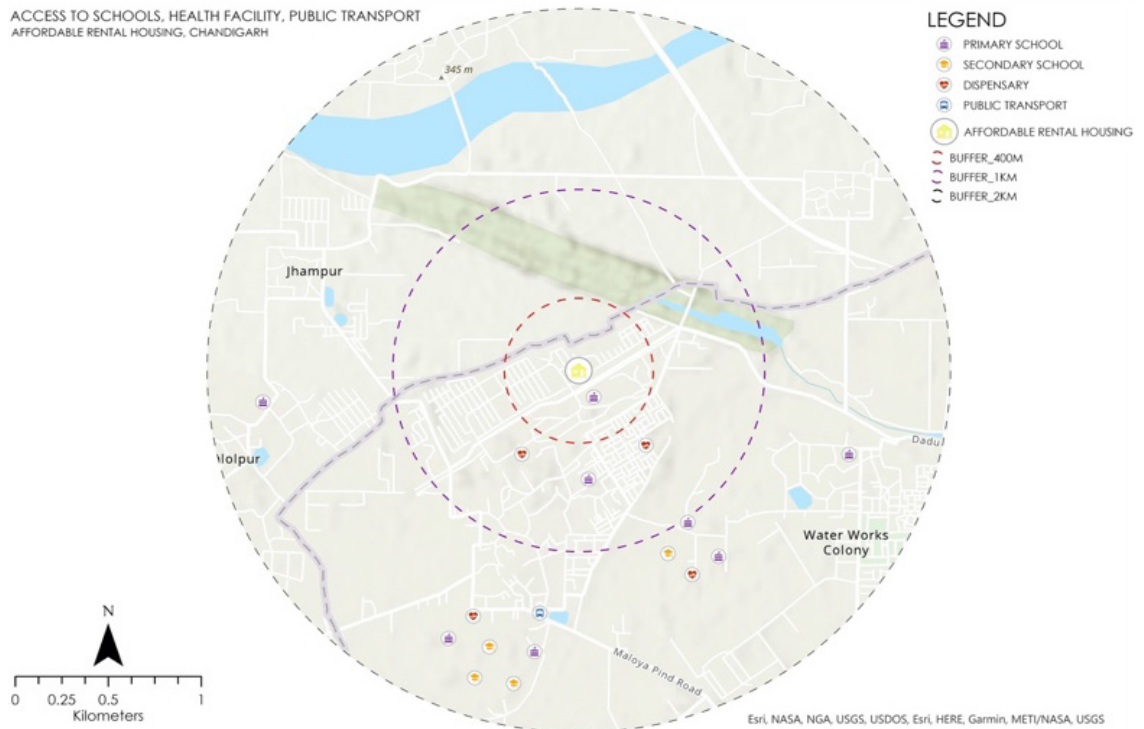 ACCESS TO SCHOOLS, HEALTH FACILITY, PUBLIC TRANSPORT
AFFORDABLE RENTAL HOUSING, CHANDIGARH
LEGEND
PRIMARY SCHOOL
SECONDARY SCHOOL
DISPENSARY
PUBLIC TRANSPORT
AFFORDABLE RENTAL HOUSING
BUFFER_400M
BUFFER_1KM
BUFFER_2KM
345 m
Jhampur
lolpur
Dadu
Water Works
Colony
Maloya Pind Road
N
0 0.25 0.5 1
Kilometers
Esri, NASA, NGA, USGS, USDOS, Esri, HERE, Garmin, METI/NASA, USGS